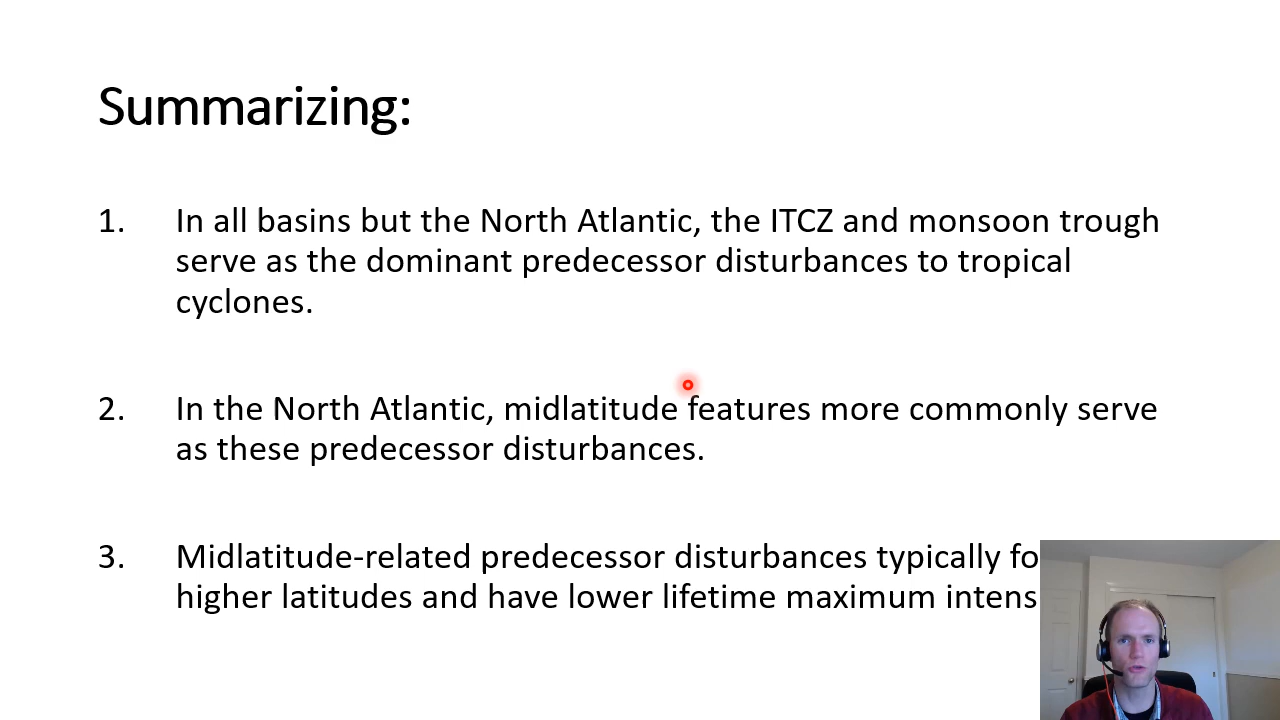 Summarizing:
1. In all basins but the North Atlantic, the ITCZ and monsoon trough
serve as the dominant predecessor disturbances to tropical
cyclones.
2. In the North Atlantic, midlatitude features more commonly serve
as these predecessor disturbances.
3. Midlatitude-related predecessor disturbances typically
higher latitudes and have lower lifetime maximum